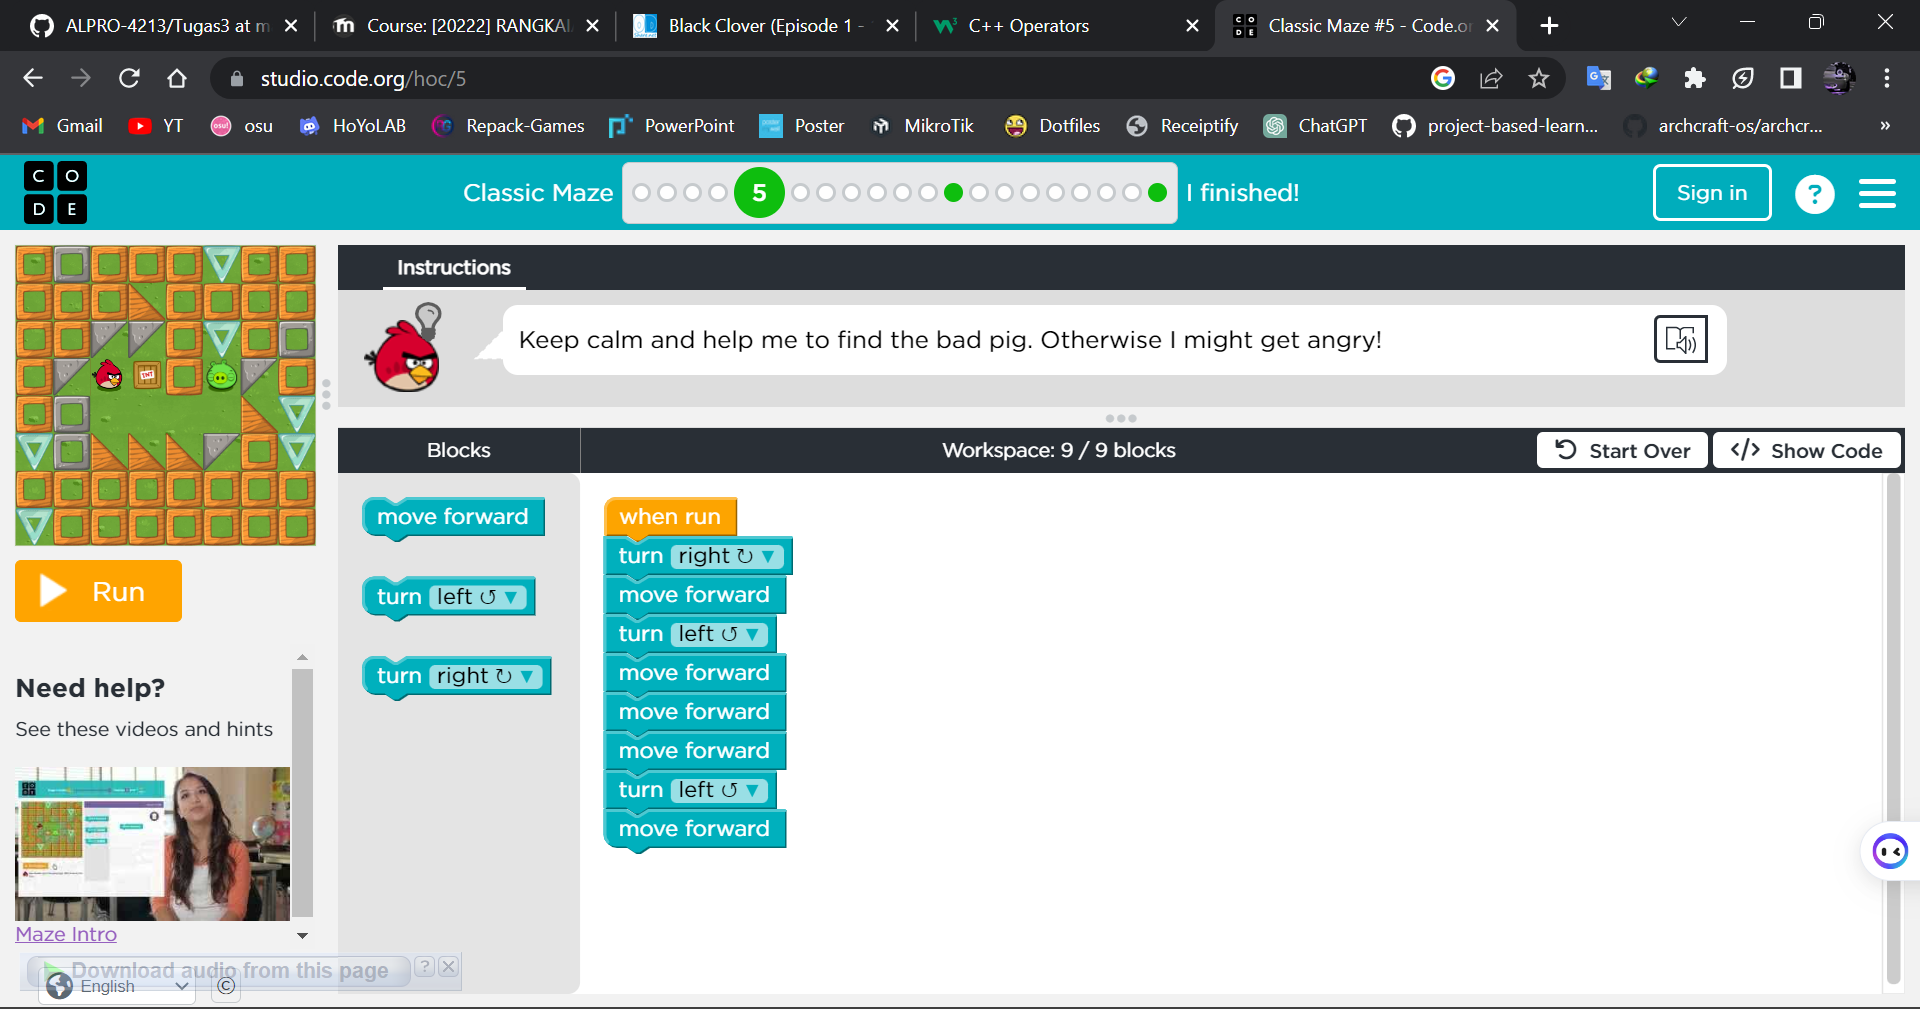 ALPRO-4213/Tugas3 at m
Course: [20222] RANGKAI
Black Clover (Episode 1 -
C++ Operators
Classic Maze #5 - Code.or
studio.code.org/hoc/5
Gmail
YT
osu
HoYoLAB
Repack-Games
PowerPoint
Poster
MikroTik
Dotfiles
Receiptify
ChatGPT
project-based-learn...
archcraft-os/archcr...
»
C O
D E
Classic Maze
5
I finished!
Sign in
?
TNT
Run
Instructions
Keep calm and help me to find the bad pig. Otherwise I might get angry!
Blocks
Workspace: 9 / 9 blocks
Start Over
</> Show Code
move forward
turn left ↺ ▼
turn right ↻ ▼
when run
turn right ↻ ▼
move forward
turn left ↺ ▼
move forward
move forward
move forward
turn left ↺ ▼
move forward
Need help?
See these videos and hints
Maze Intro
Download audio from this page
?
English
©